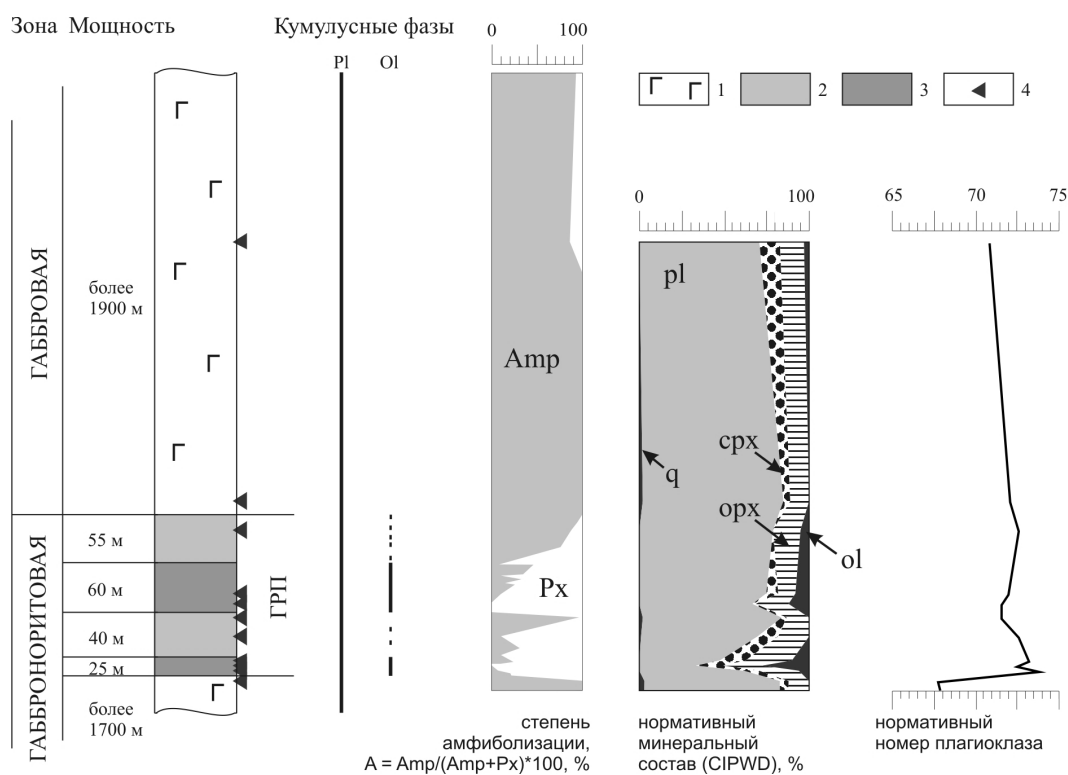 Зона Мощность
Кумулусные фазы
Pl
Ol
0 100
Г Г 1
2
3
4
0 100
65 70 75
Г
Г
Г
Г
Г
Г
ГАББРОВАЯ
более
1900 м
Amp
pl
cpx
q
opx
ol
ГАББРОНОРИТОВАЯ
55 м
60 м
40 м
25 м
более
1700 м
ГРП
Px
степень
амфиболизации,
A = Amp/(Amp+Px)*100, %
нормативный
минеральный
состав (CIPWD), %
нормативный
номер плагиоклаза